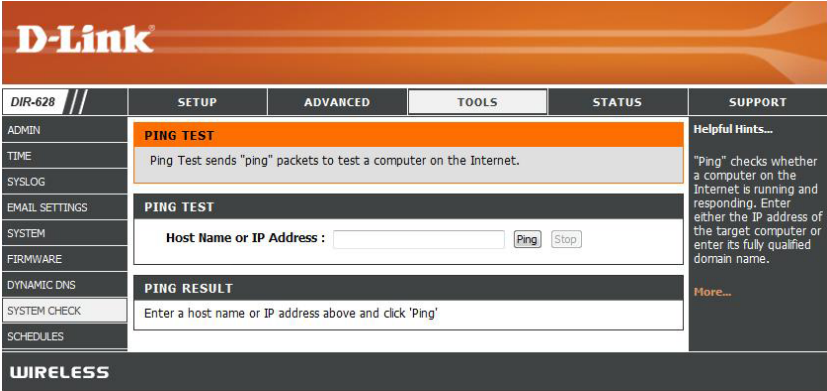 D-Link
DIR-628
SETUP
ADVANCED
TOOLS
STATUS
SUPPORT
ADMIN
TIME
SYSLOG
EMAIL SETTINGS
SYSTEM
FIRMWARE
DYNAMIC DNS
SYSTEM CHECK
SCHEDULES
PING TEST
Ping Test sends "ping" packets to test a computer on the Internet.
PING TEST
Host Name or IP Address :
Ping
Stop
PING RESULT
Enter a host name or IP address above and click 'Ping'
Helpful Hints...
"Ping" checks whether
a computer on the
Internet is running and
responding. Enter
either the IP address of
the target computer or
enter its fully qualified
domain name.
More...
WIRELESS